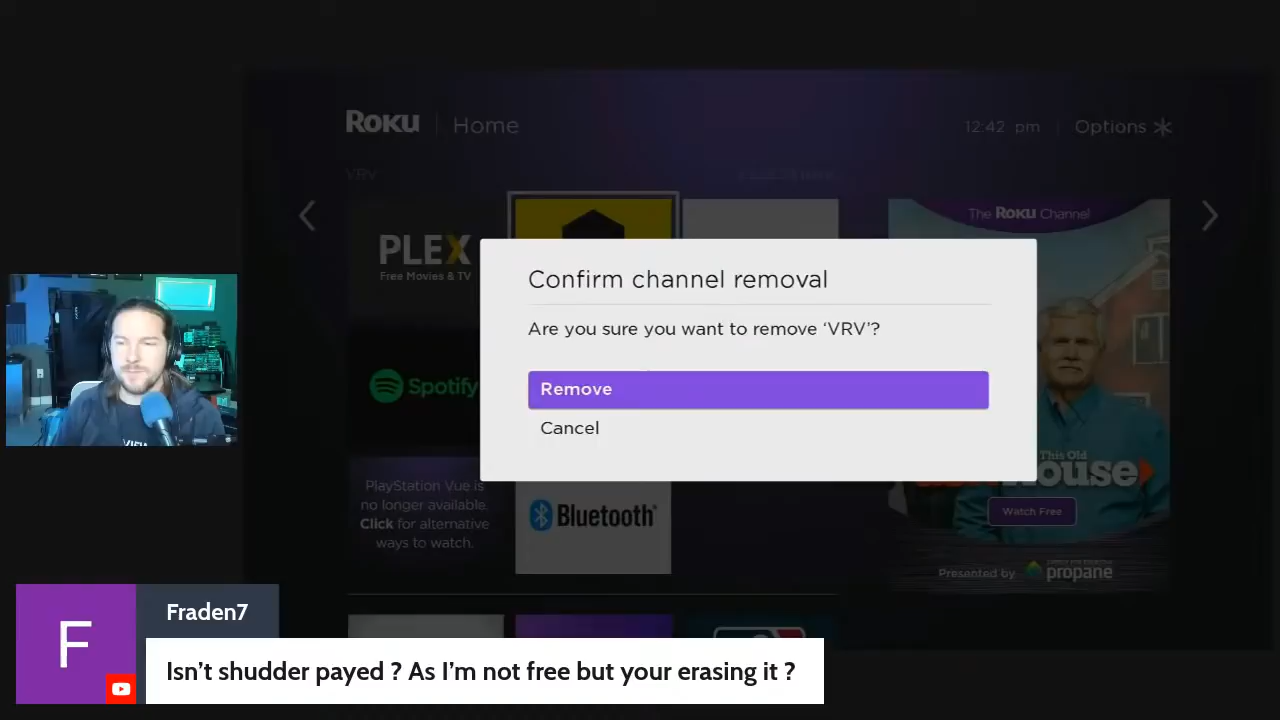 Roku | Home
12:42 pm | Options
VRV
PLEX
Free Movies & TV
The Roku Channel
Confirm channel removal
Are you sure you want to remove ‘VRV’?
Remove
Cancel
Spotify
This Old
House
Watch Free
Presented by propane
PlayStation Vue is
no longer available.
Click for alternative
ways to watch.
Bluetooth
F
Fraden7
Isn’t shudder payed ? As I’m not free but your erasing it ?